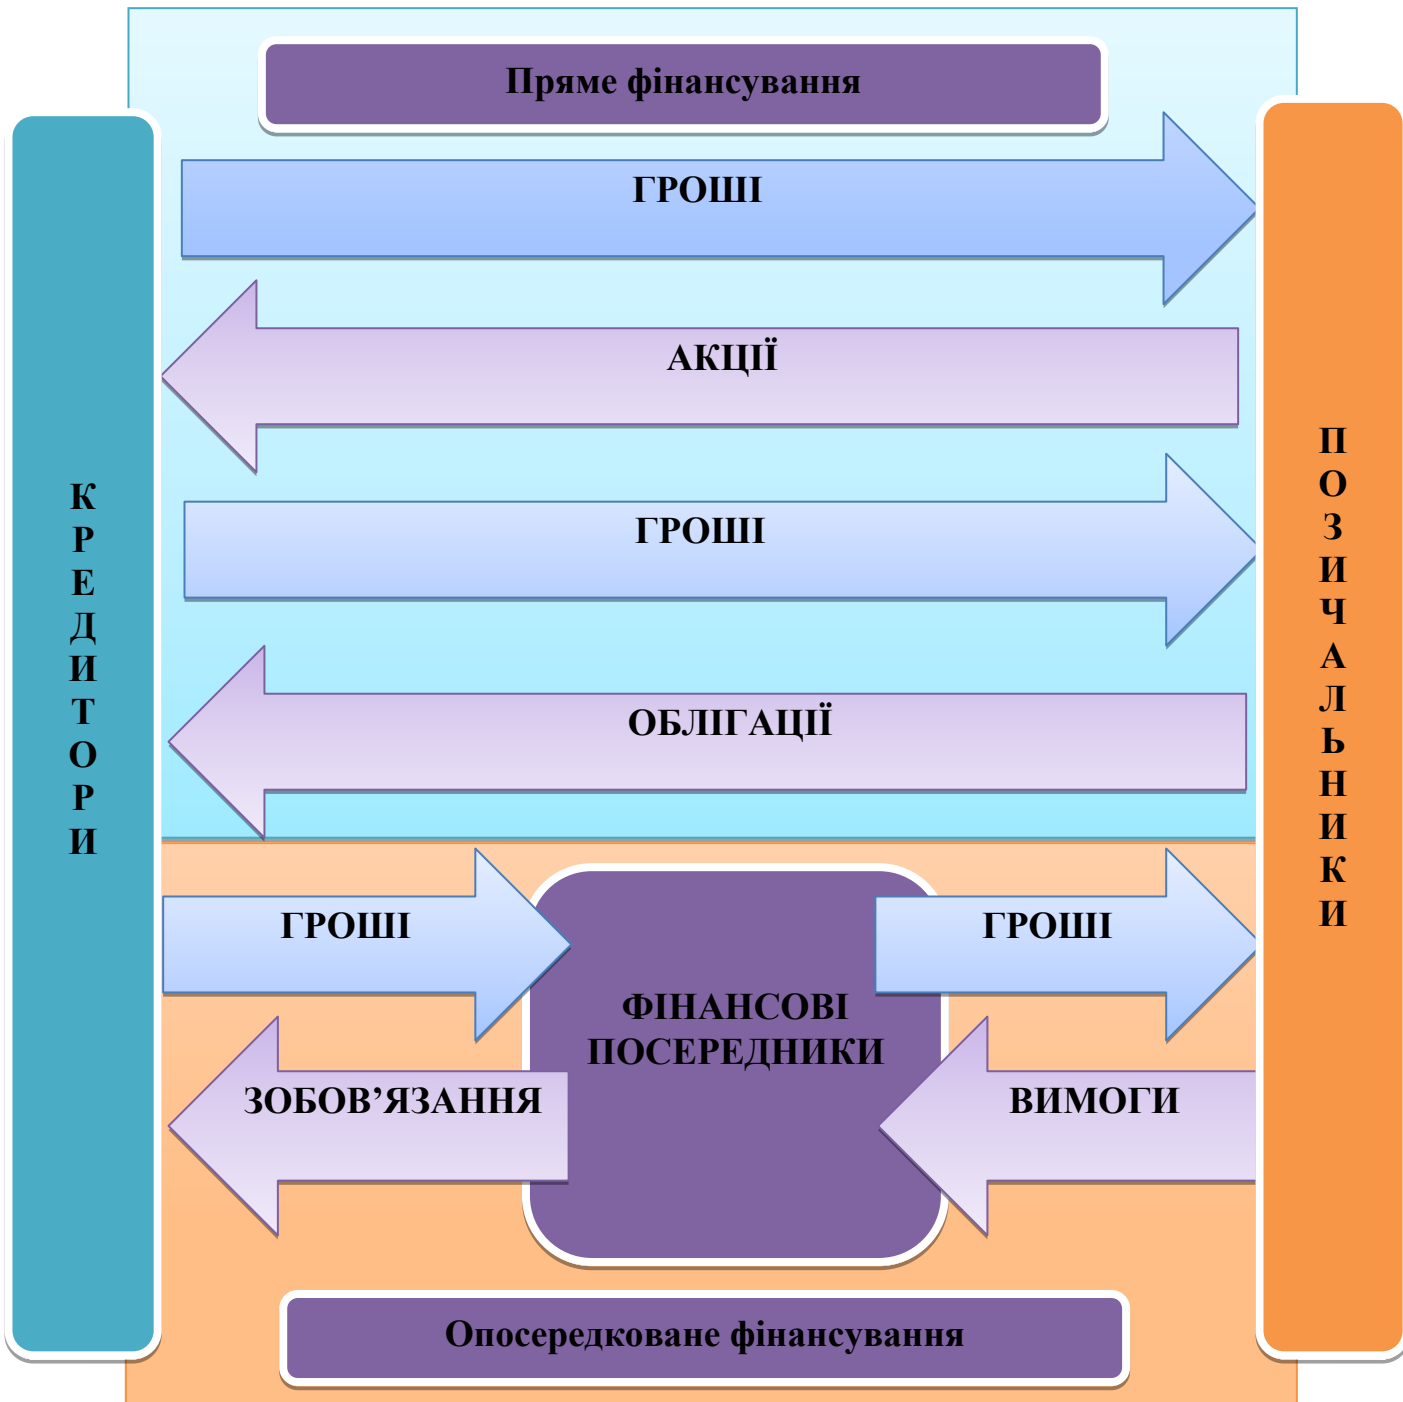 Пряме фінансування
ГРОШІ
АКЦІЇ
ГРОШІ
ОБЛІГАЦІЇ
КРЕДИТОРИ
ПОЗИЧАЛЬНИКИ
ГРОШІ
ГРОШІ
ФІНАНСОВІ
ПОСЕРЕДНИКИ
ЗОБОВ’ЯЗАННЯ
ВИМОГИ
Опосередковане фінансування